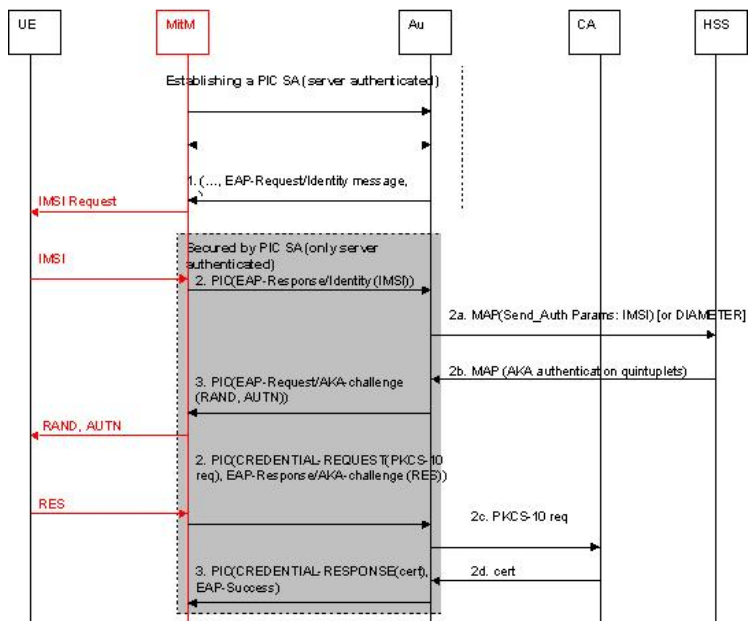 UE
MitM
Au
CA
HSS
Establishing a PIC SA (server authenticated)
1. (..., EAP-Request/Identity message,
)
IMSI Request
Secured by PIC SA (only server
authenticated)
IMSI
2. PIC(EAP-Response/Identity (IMSI))
2a. MAP(Send_Auth Params: IMSI) [or DIAMETER]
2b. MAP (AKA authentication quintuplets)
3. PIC(EAP-Request/AKA-challenge
(RAND, AUTN))
RAND, AUTN
2. PIC(CREDENTIAL-REQUEST(PKCS-10
req), EAP-Response/AKA-challenge (RES))
RES
2c. PKCS-10 req
3. PIC(CREDENTIAL-RESPONSE(cert),
EAP-Success)
2d. cert